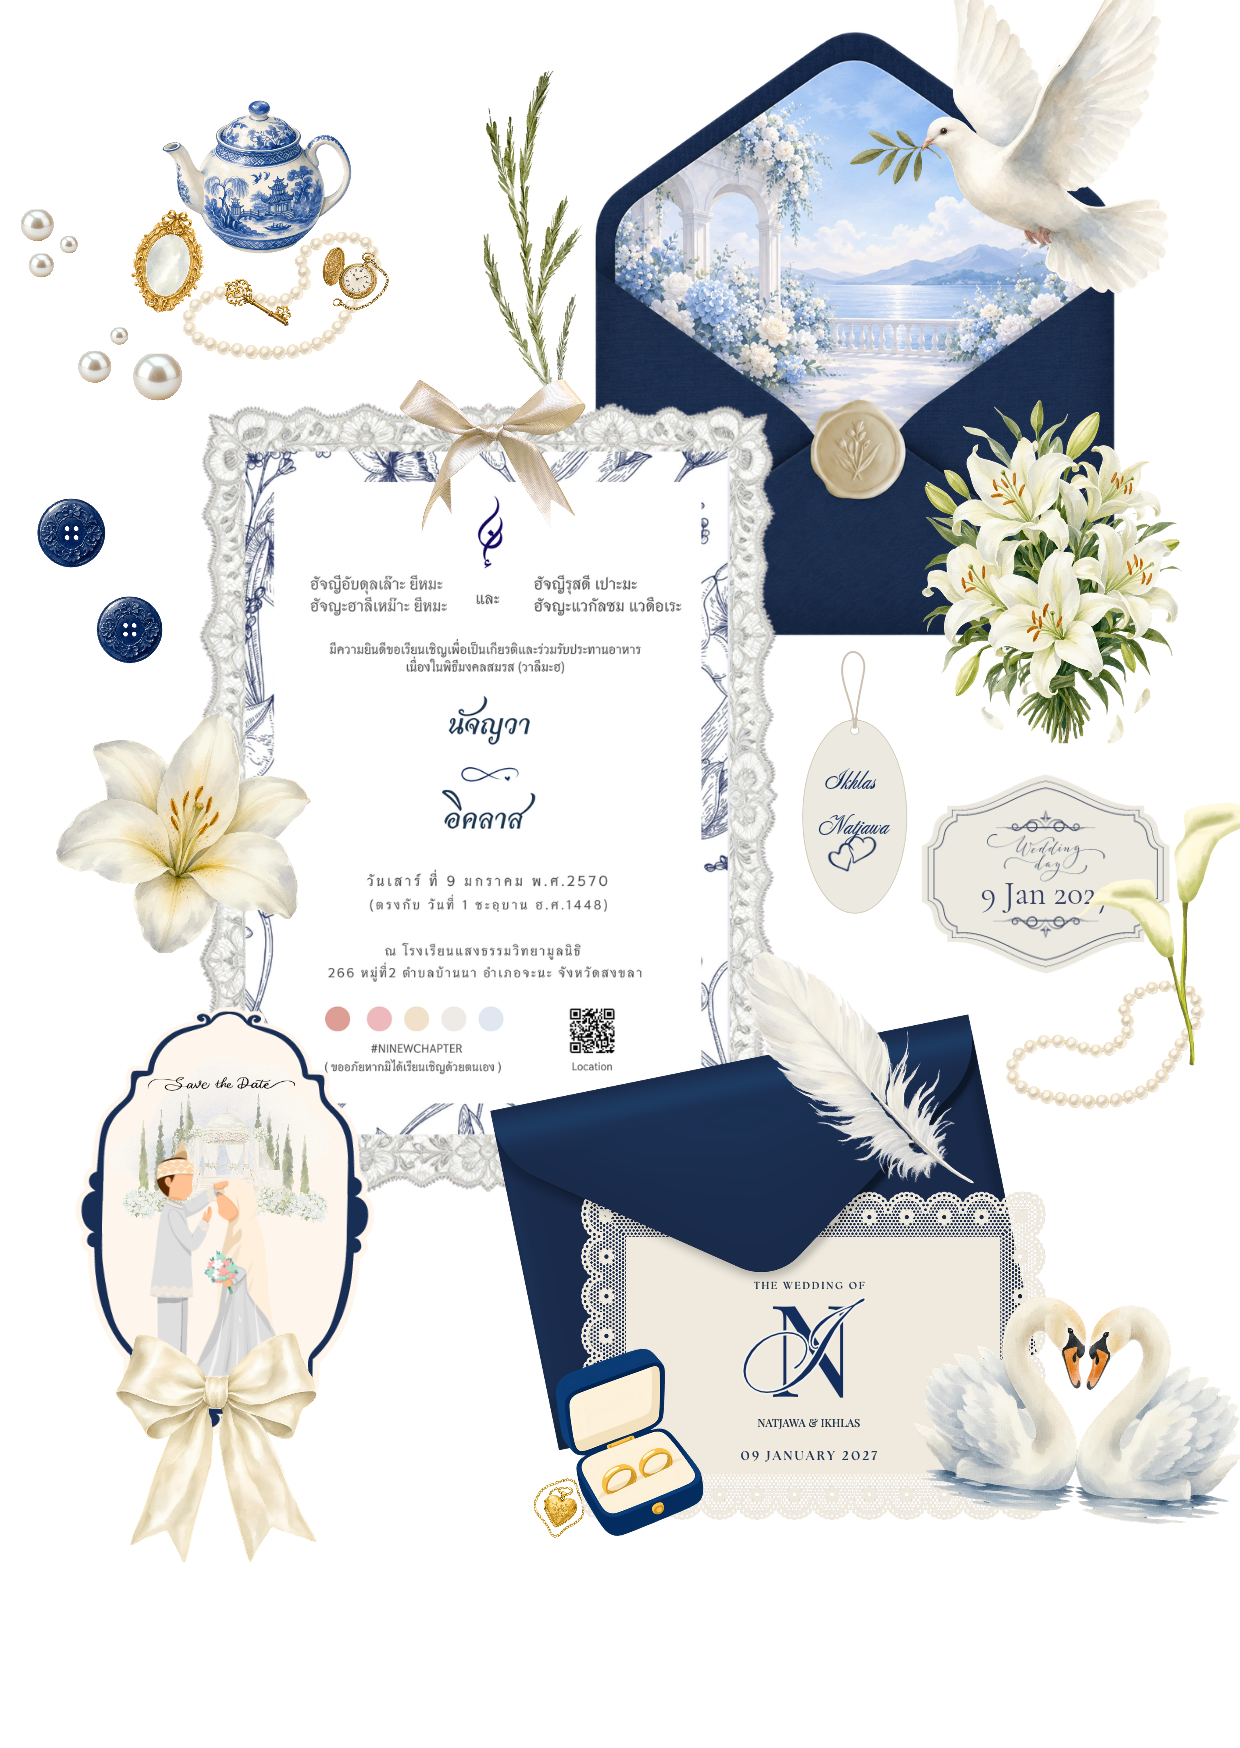 ฮัจญีอับดุลเล๊าะ ยีหมะ
ฮัจญะฮาลีเหม๊าะ ยีหมะ
และ
ฮัจญีรุสดี เปาะมะ
ฮัจญะแวกัลซม แวดือเระ
มีความยินดีขอเรียนเชิญเพื่อเป็นเกียรติและร่วมรับประทานอาหาร
เนื่องในพิธีมงคลสมรส (วาลีมะฮ)
นัจญวา
อิคลาส
วันเสาร์ ที่ 9 มกราคม พ.ศ.2570
(ตรงกับ วันที่ 1 ชะอฺบาน ฮ.ศ.1448)
ณ โรงเรียนแสงธรรมวิทยามูลนิธิ
266 หมู่ที่2 ตำบลบ้านนา อำเภอจะนะ จังหวัดสงขลา
#NINEWCHAPTER
( ขออภัยหากมิได้เรียนเชิญด้วยตนเอง )
Location
Ikhlas
Natjawa
Wedding
day
9 Jan 202
Save the Date
THE WEDDING OF
NATJAWA & IKHLAS
09 JANUARY 2027